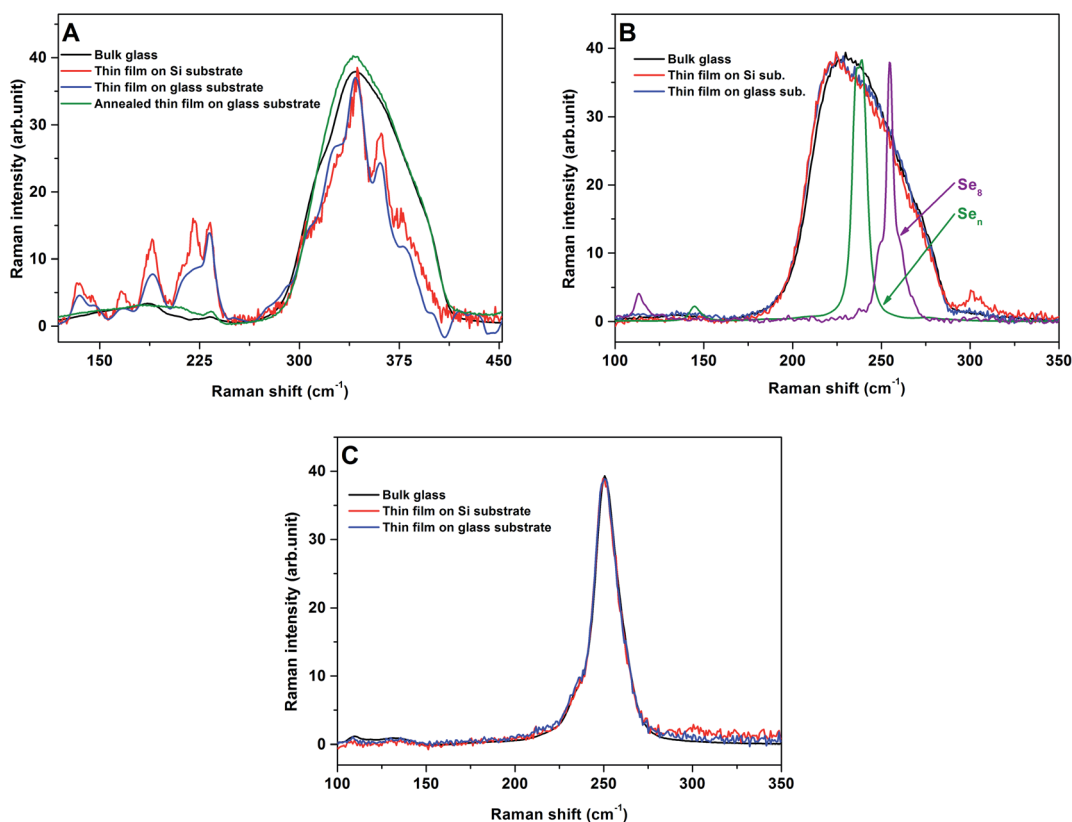 A
Bulk glass
Thin film on Si substrate
Thin film on glass substrate
Annealed thin film on glass substrate
Raman intensity (arb.unit)
40
30
20
10
0
150
225
300
375
450
Raman shift (cm⁻¹)
B
Bulk glass
Thin film on Si sub.
Thin film on glass sub.
Se₈
Seₙ
Raman intensity (arb.unit)
40
30
20
10
0
100
150
200
250
300
350
Raman shift (cm⁻¹)
C
Bulk glass
Thin film on Si substrate
Thin film on glass substrate
Raman intensity (arb.unit)
40
30
20
10
0
100
150
200
250
300
350
Raman shift (cm⁻¹)